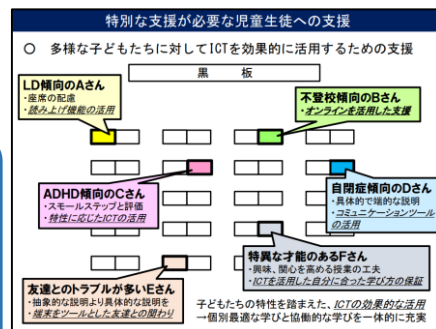 特別な支援が必要な児童生徒への支援
○ 多様な子どもたちに対してICTを効果的に活用するための支援
黒 板
LD傾向のAさん
・座席の配慮
・読み上げ機能の活用
不登校傾向のBさん
・オンラインを活用した支援
ADHD傾向のCさん
・スモールステップと評価
・特性に応じたICTの活用
自閉症傾向のDさん
・具体的で端的な説明
・コミュニケーションツール
の活用
特異な才能のあるFさん
・興味、関心を高める授業の工夫
・ICTを活用した自分に合った学び方の保証
友達とのトラブルが多いEさん
・抽象的説明より具体的説明を
・端末をツールとした友達との関わり
子どもたちの特性を踏まえた、ICTの効果的な活用
→個別最適な学びと協働的な学びを一体的に充実